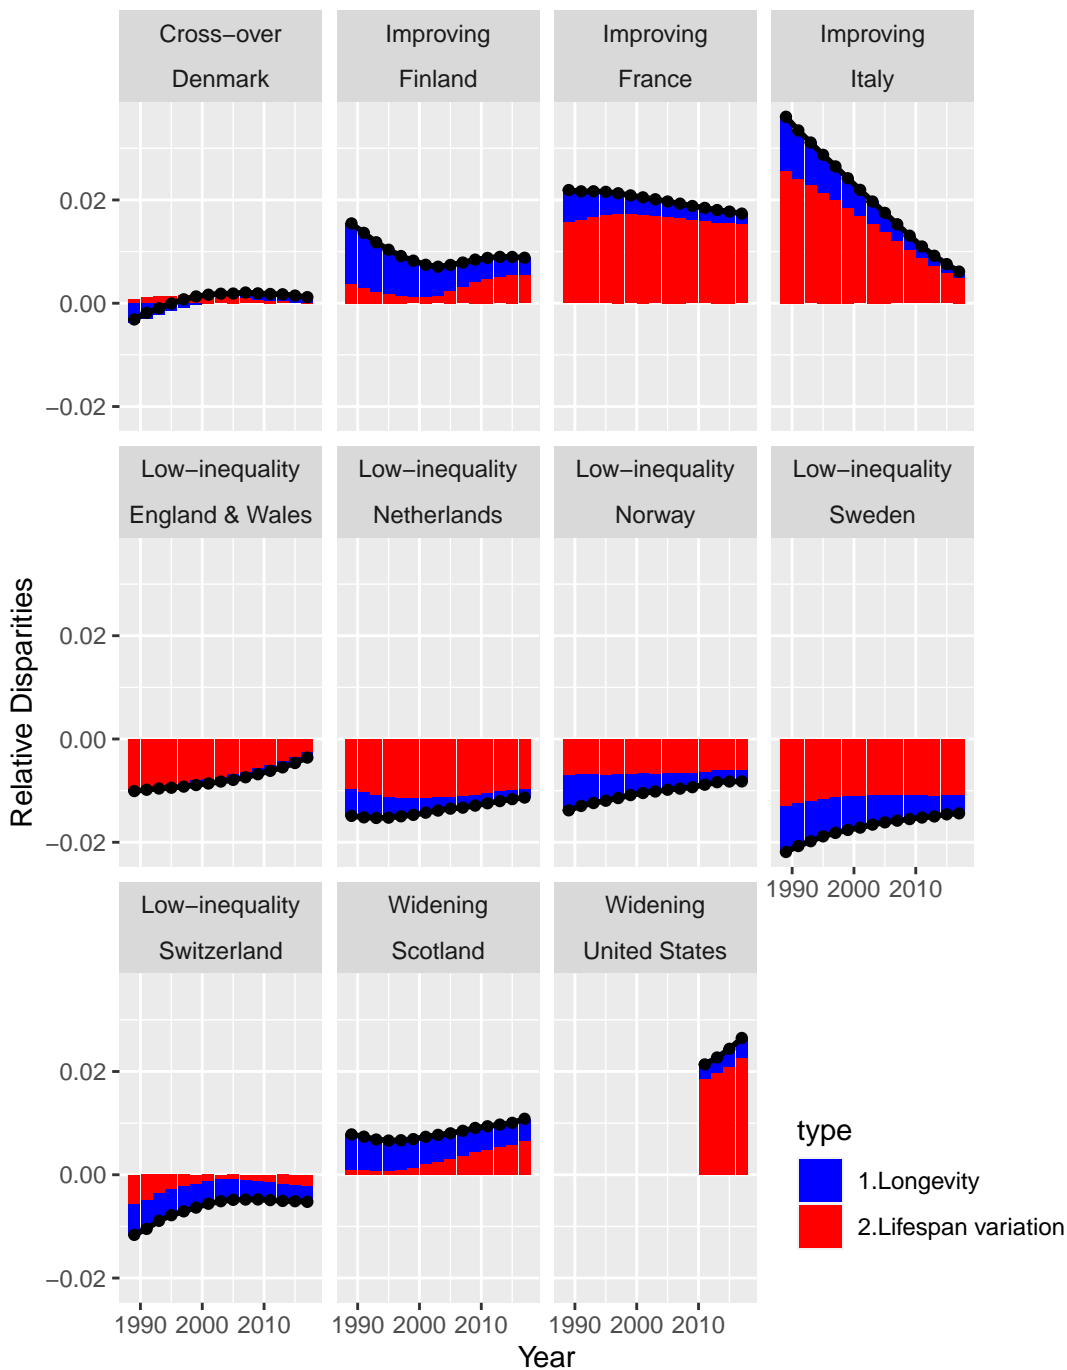 Cross−over
Denmark
Improving
Finland
Improving
France
Improving
Italy
0.02
0.00
−0.02
Low−inequality
England & Wales
Low−inequality
Netherlands
Low−inequality
Norway
Low−inequality
Sweden
0.02
0.00
−0.02
1990 2000 2010
Low−inequality
Switzerland
Widening
Scotland
Widening
United States
0.02
0.00
−0.02
1990 2000 2010
1990 2000 2010
1990 2000 2010
Year
Relative Disparities
type
1.Longevity
2.Lifespan variation